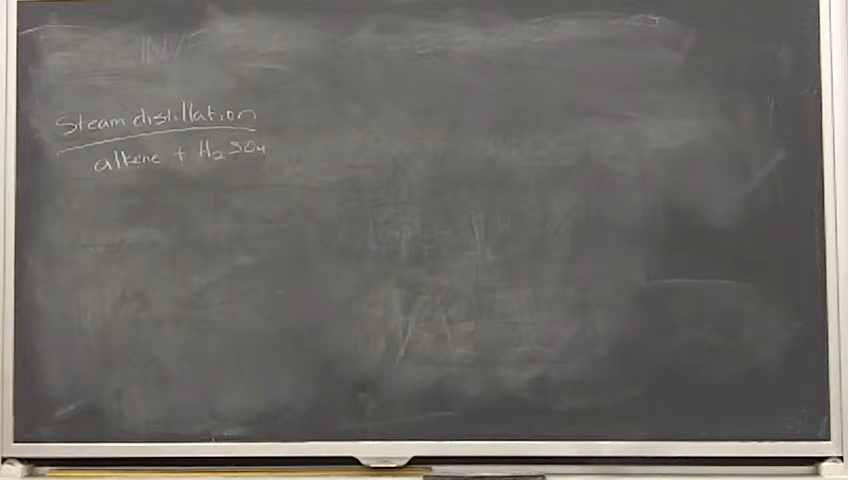 Steam distillation
alkene + H₂SO₄